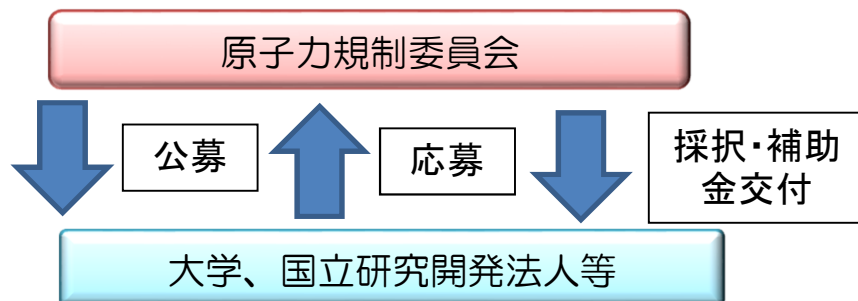 原子力規制委員会
公募
応募
採択・補助
金交付
大学、国立研究開発法人等